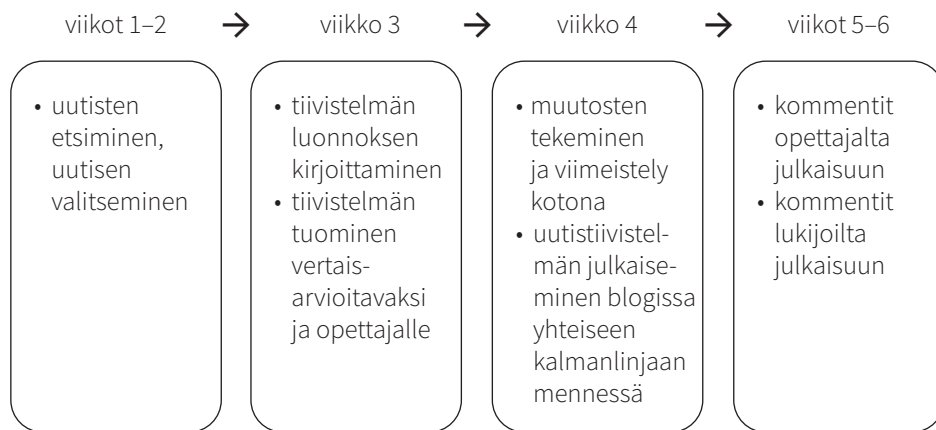 viikot 1–2 → viikko 3 → viikko 4 → viikot 5–6
• uutisten
etsiminen,
uutisen
valitseminen
• tiivistelmän
luonnoksen
kirjoittaminen
• tiivistelmän
tuominen
vertais-
arvioitavaksi
ja opettajalle
• muutosten
tekeminen
ja viimeistely
kotona
• uutistiivistel-
män julkaise-
minen blogissa
yhteiseen
kalmanlinjaan
mennessä
• kommentit
opettajalta
julkaisuun
• kommentit
lukijoilta
julkaisuun